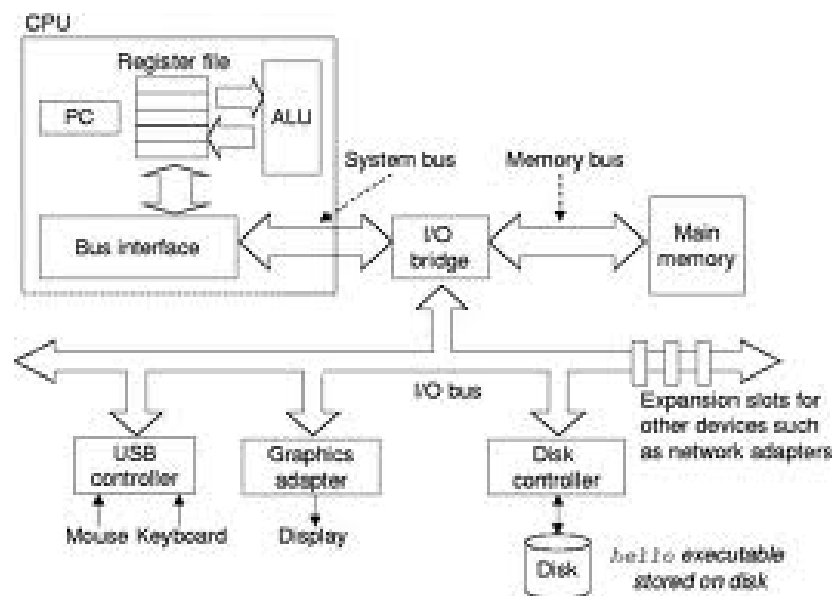 CPU
Register file
PC
ALU
System bus
Memory bus
Bus interface
I/O
bridge
Main
memory
I/O bus
Expansion slots for
other devices such
as network adapters
USB
controller
Graphics
adapter
Disk
controller
Mouse Keyboard
Display
Disk
hello executable
stored on disk